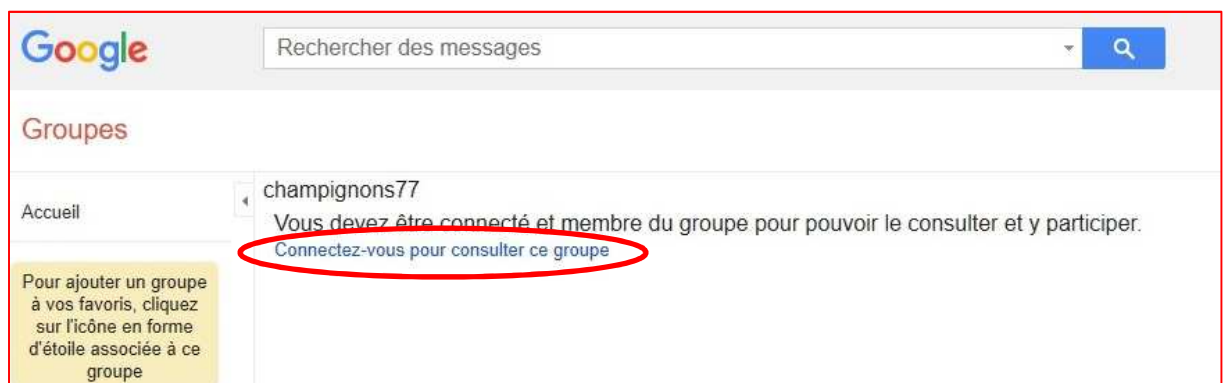 Google
Rechercher des messages
Groupes
Accueil
champignons77
Vous devez être connecté et membre du groupe pour pouvoir le consulter et y participer.
Connectez-vous pour consulter ce groupe
Pour ajouter un groupe
à vos favoris, cliquez
sur l'icône en forme
d'étoile associée à ce
groupe